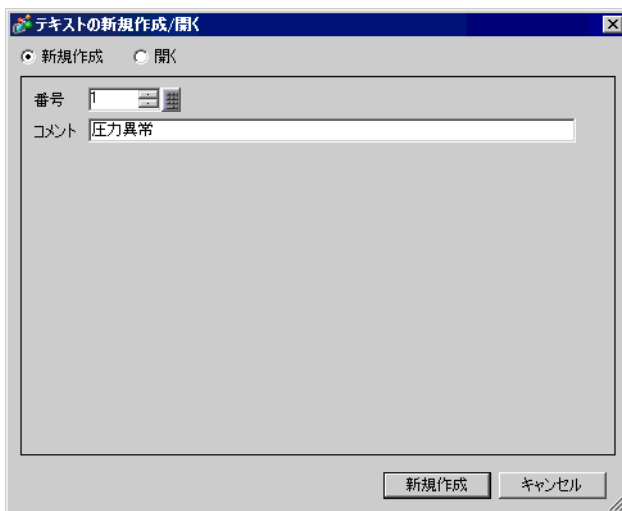 テキストの新規作成/開く
新規作成 開く
番号 1
コメント 圧力異常
新規作成 キャンセル